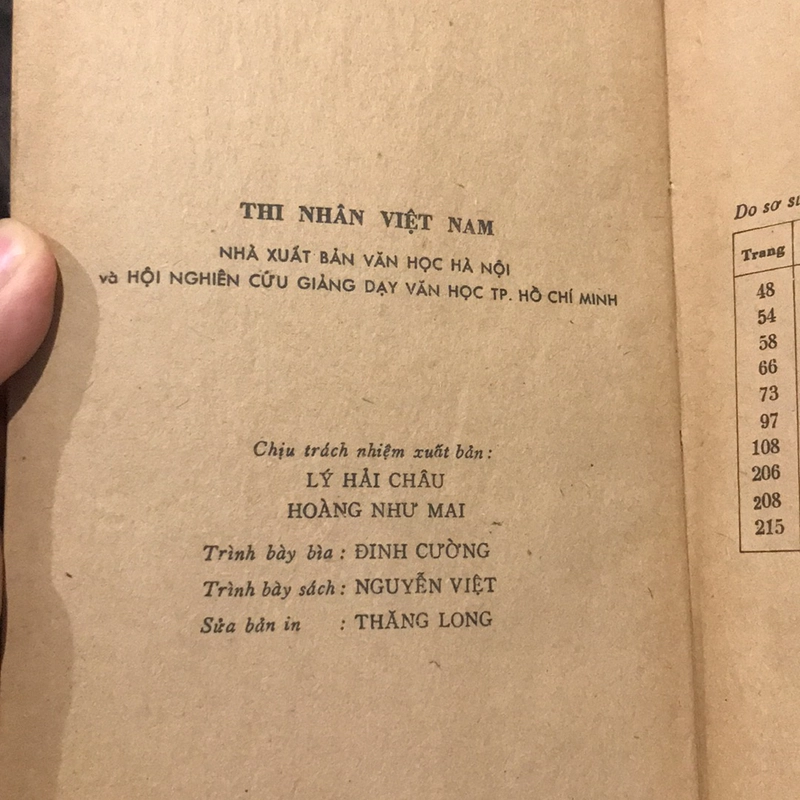 THI NHÂN VIỆT NAM
NHÀ XUẤT BẢN VĂN HỌC HÀ NỘI
và HỘI NGHIÊN CỨU GIẢNG DẠY VĂN HỌC TP. HỒ CHÍ MINH
Chịu trách nhiệm xuất bản:
LÝ HẢI CHÂU
HOÀNG NHƯ MAI
Trình bày bìa : ĐINH CƯỜNG
Trình bày sách : NGUYỄN VIỆT
Sửa bản in : THĂNG LONG
Do sơ
Trang
48
54
58
66
73
97
108
206
208
215